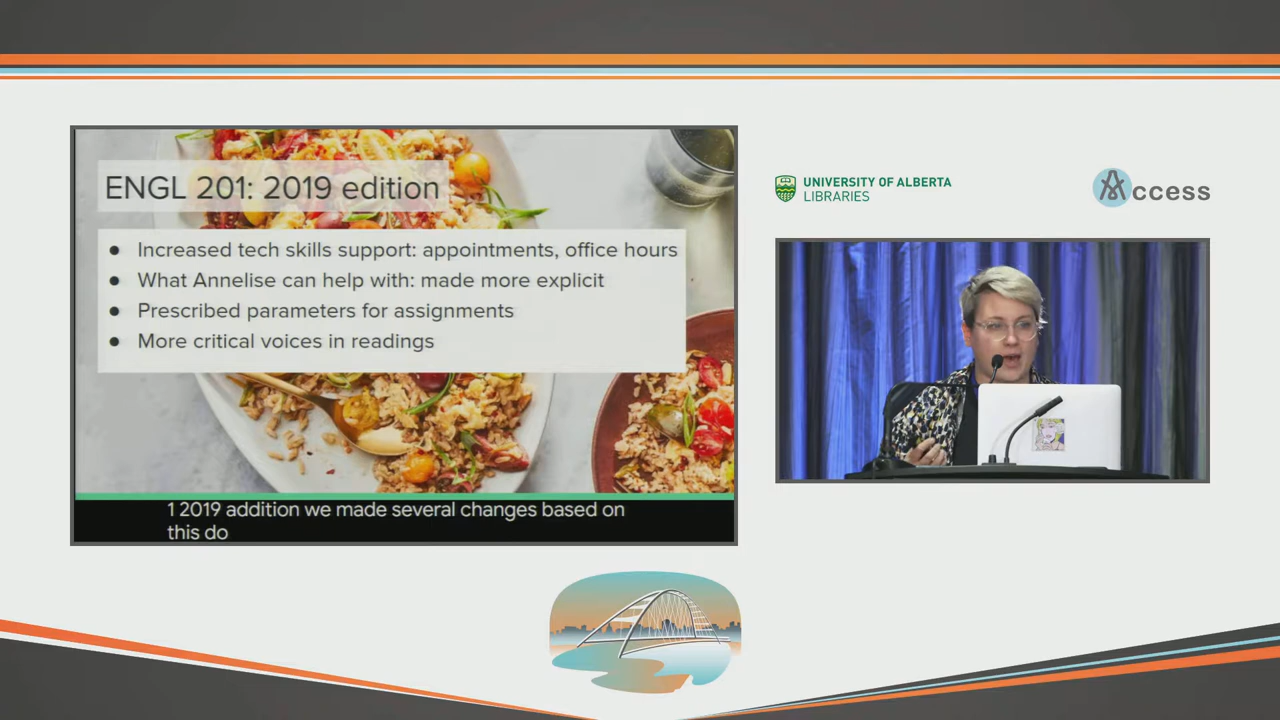 ENGL 201: 2019 edition
● Increased tech skills support: appointments, office hours
● What Annelise can help with: made more explicit
● Prescribed parameters for assignments
● More critical voices in readings
1 2019 addition we made several changes based on
this do
UNIVERSITY OF ALBERTA
LIBRARIES
Access